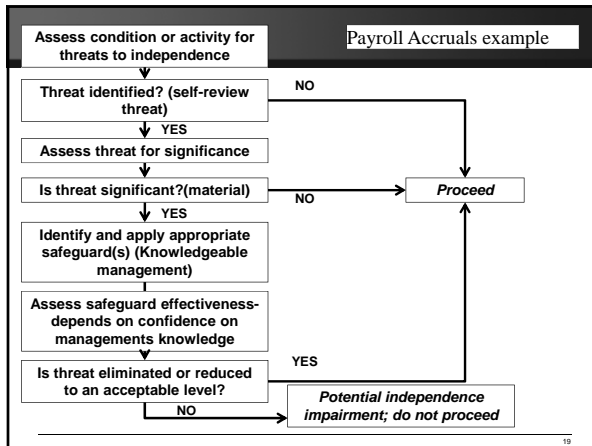 Payroll Accruals example
Assess condition or activity for
threats to independence
Threat identified? (self-review
threat)
NO
YES
Assess threat for significance
Is threat significant?(material)
NO
Proceed
YES
Identify and apply appropriate
safeguard(s) (Knowledgeable
management)
Assess safeguard effectiveness-
depends on confidence on
managements knowledge
Is threat eliminated or reduced
to an acceptable level?
YES
NO
Potential independence
impairment; do not proceed
19